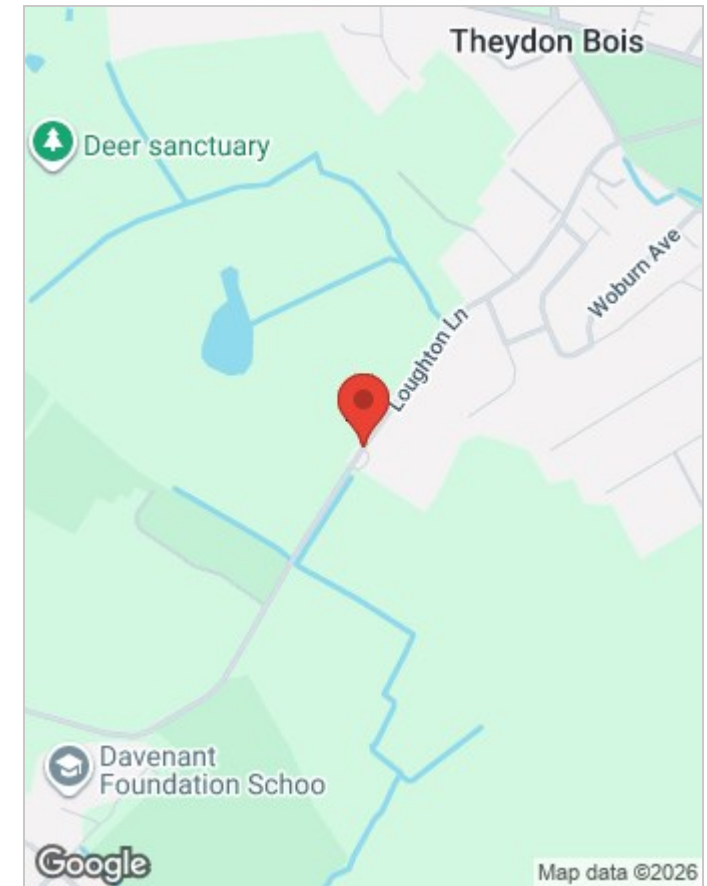 Theydon Bois
Deer sanctuary
Woburn Ave
Loughton Ln
Davenant
Foundation Schoo
Google
Map data ©2026